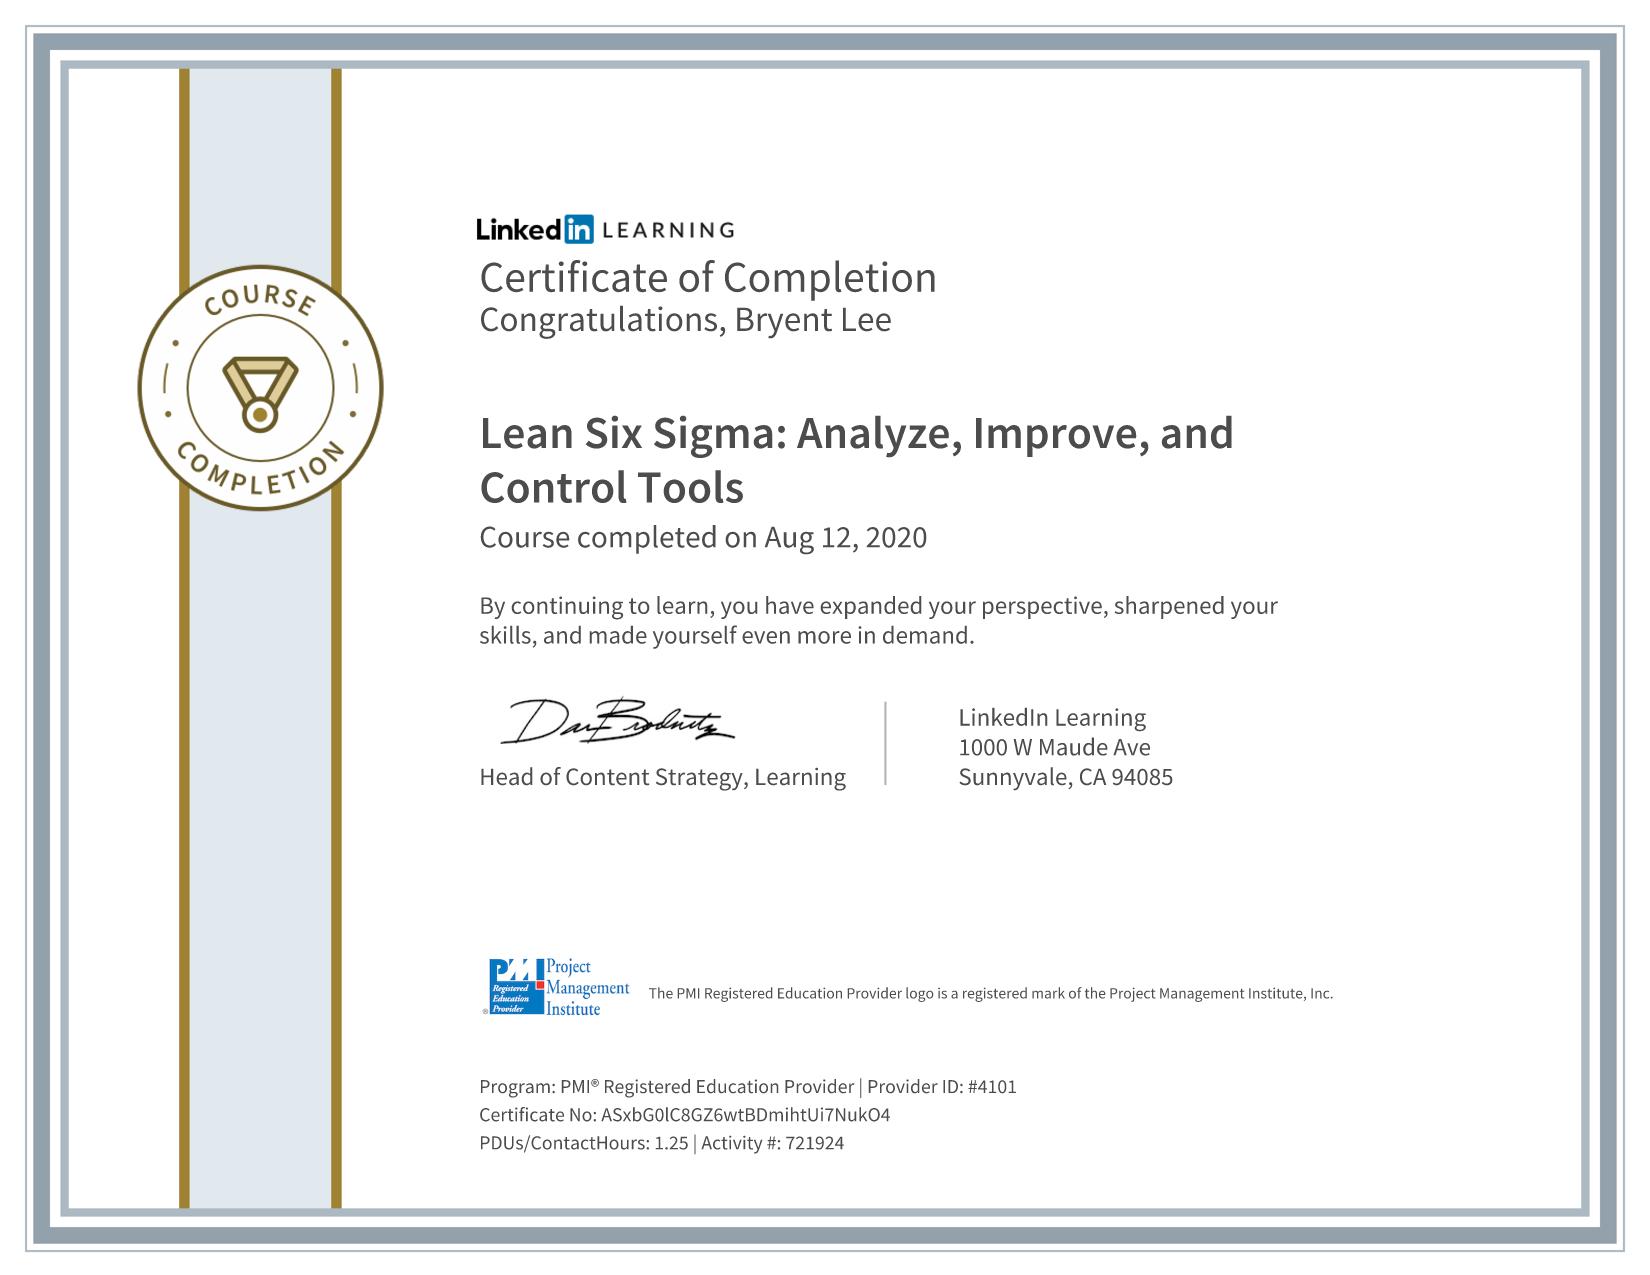 COURSE
COMPLETION
Linked in LEARNING
Certificate of Completion
Congratulations, Bryent Lee
Lean Six Sigma: Analyze, Improve, and
Control Tools
Course completed on Aug 12, 2020
By continuing to learn, you have expanded your perspective, sharpened your
skills, and made yourself even more in demand.
Head of Content Strategy, Learning
LinkedIn Learning
1000 W Maude Ave
Sunnyvale, CA 94085
PMI
Registered
Education
Provider
®
Project
Management
Institute
The PMI Registered Education Provider logo is a registered mark of the Project Management Institute, Inc.
Program: PMI® Registered Education Provider | Provider ID: #4101
Certificate No: ASxbG0lC8GZ6wtBDmihtUi7NukO4
PDUs/ContactHours: 1.25 | Activity #: 721924